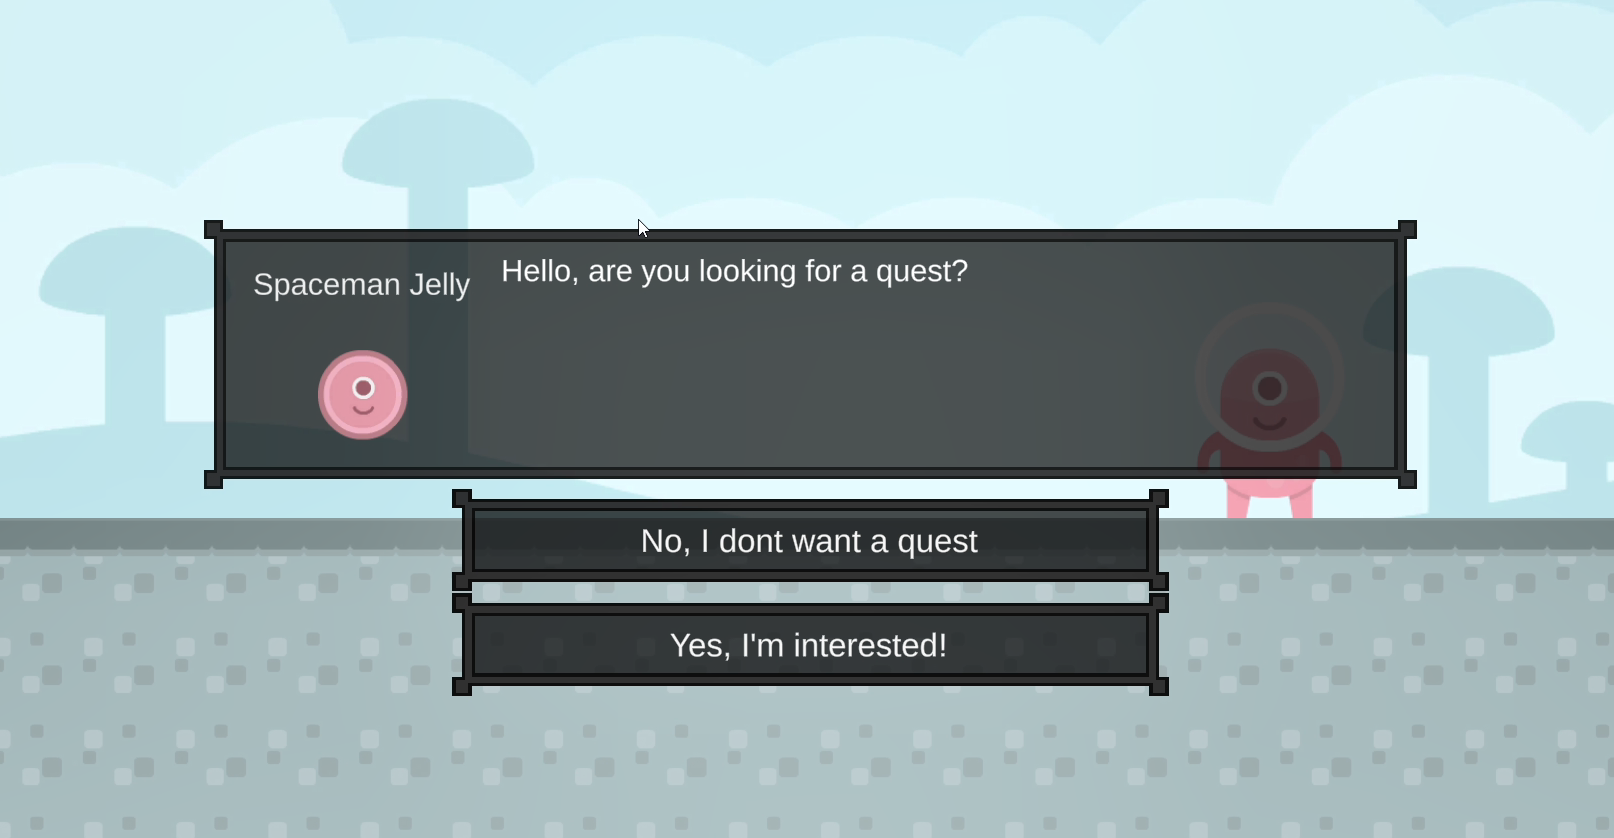 Spaceman Jelly
Hello, are you looking for a quest?
No, I dont want a quest
Yes, I'm interested!